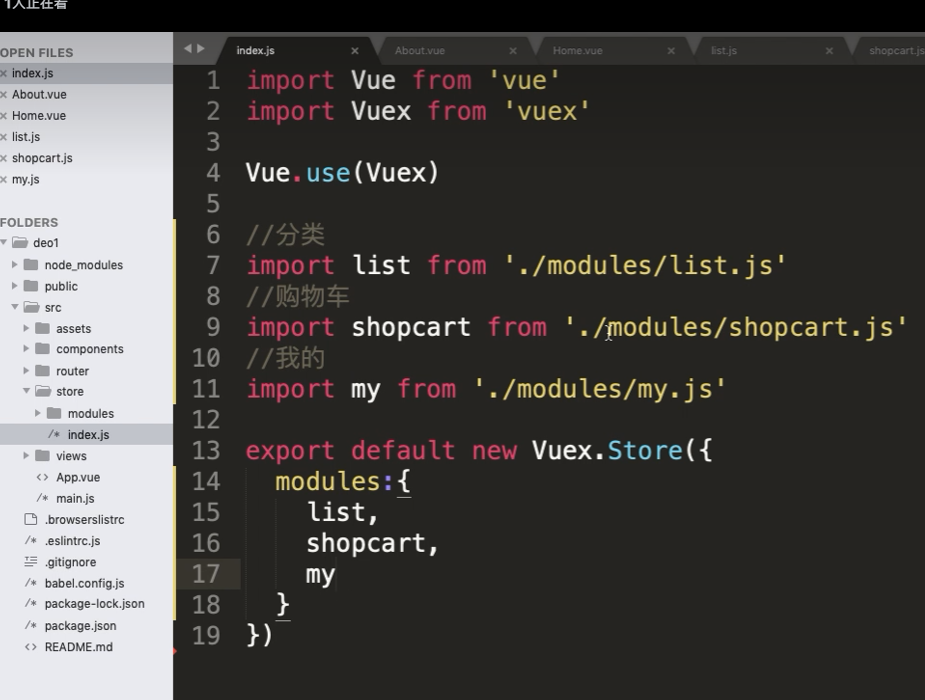 1人正在看
OPEN FILES
index.js
About.vue
Home.vue
list.js
shopcart.js
my.js
FOLDERS
deo1
node_modules
public
src
assets
components
router
store
modules
/* index.js
views
<> App.vue
/* main.js
.browserslistrc
/* .eslintrc.js
.gitignore
/* babel.config.js
/* package-lock.json
/* package.json
<> README.md
index.js
About.vue
Home.vue
list.js
shopcart.js
1 import Vue from 'vue'
2 import Vuex from 'vuex'
3
4 Vue.use(Vuex)
5
6 //分类
7 import list from './modules/list.js'
8 //购物车
9 import shopcart from './modules/shopcart.js'
10 //我的
11 import my from './modules/my.js'
12
13 export default new Vuex.Store({
14 modules:{
15 list,
16 shopcart,
17 my
18 }
19 })